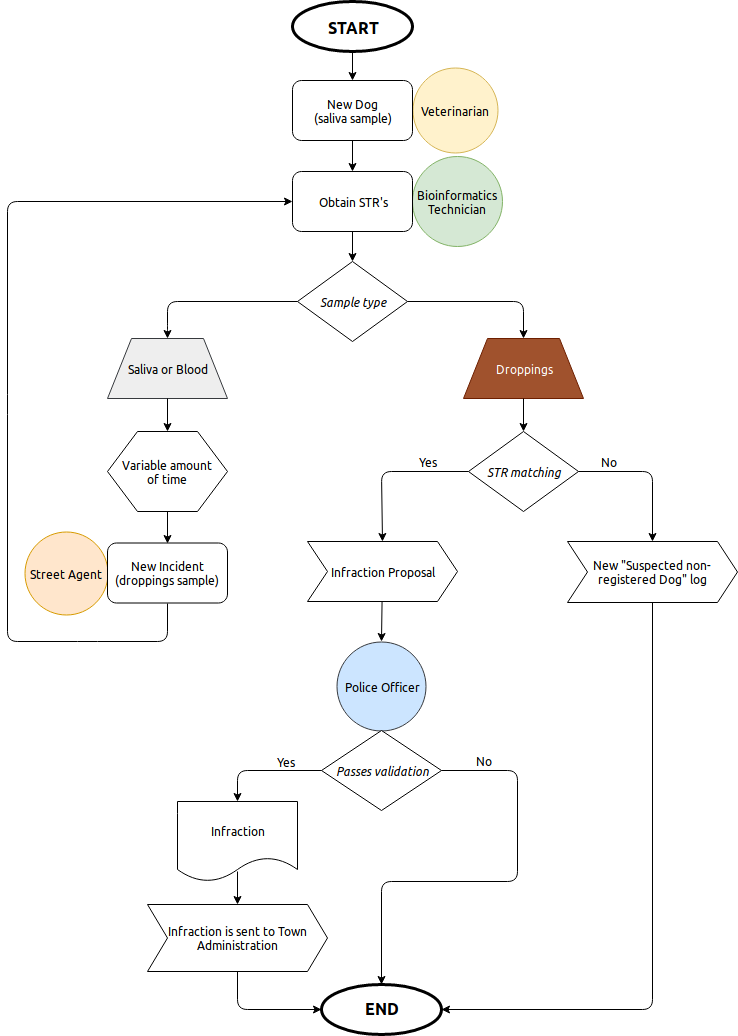 START
New Dog
(saliva sample)
Veterinarian
Obtain STR's
Bioinformatics
Technician
Sample type
Saliva or Blood
Droppings
Variable amount
of time
STR matching
Yes
No
Street Agent
New Incident
(droppings sample)
Infraction Proposal
New "Suspected non-
registered Dog" log
Police Officer
Passes validation
Yes
No
Infraction
Infraction is sent to Town
Administration
END